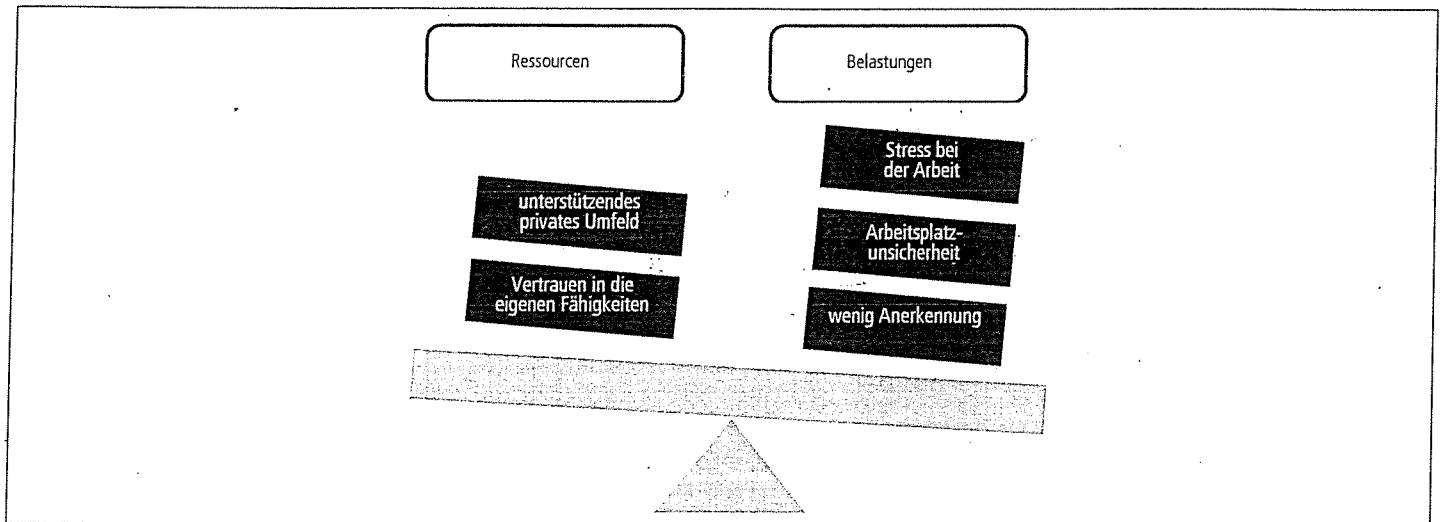 Ressourcen
Belastungen
Stress bei
der Arbeit
unterstützendes
privates Umfeld
Arbeitsplatz-
unsicherheit
Vertrauen in die
eigenen Fähigkeiten
wenig Anerkennung